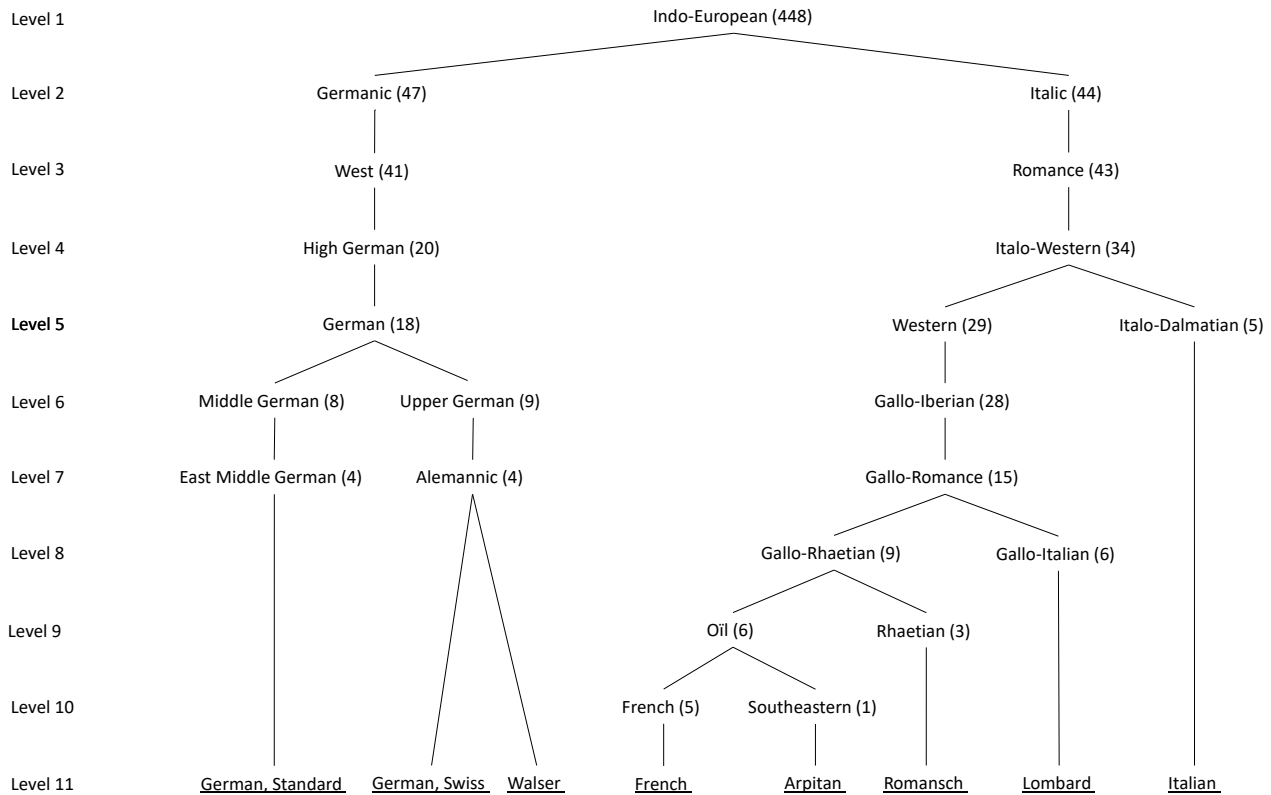 Level 1 Indo-European (448)
Level 2 Germanic (47) Italic (44)
Level 3 West (41) Romance (43)
Level 4 High German (20) Italo-Western (34)
Level 5 German (18) Western (29) Italo-Dalmatian (5)
Level 6 Middle German (8) Upper German (9) Gallo-Iberian (28)
Level 7 East Middle German (4) Alemannic (4) Gallo-Romance (15)
Level 8 Gallo-Rhaetian (9) Gallo-Italian (6)
Level 9 Oïl (6) Rhaetian (3)
Level 10 French (5) Southeastern (1)
Level 11 German, Standard German, Swiss Walser French Arpitan Romansch Lombard Italian